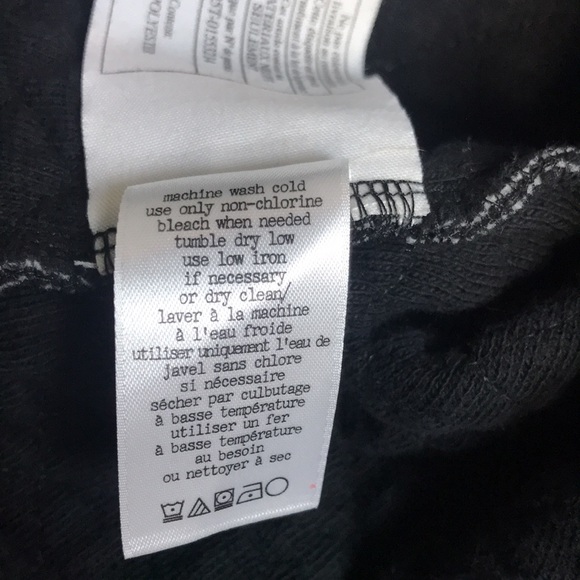 machine wash cold
use only non-chlorine
bleach when needed
tumble dry low
use low iron
if necessary
or dry clean/
laver à la machine
à l'eau froide
utiliser uniquement l'eau de
javel sans chlore
si nécessaire
sécher par culbutage
à basse température
utiliser un fer
à basse température
au besoin
ou nettoyer à sec